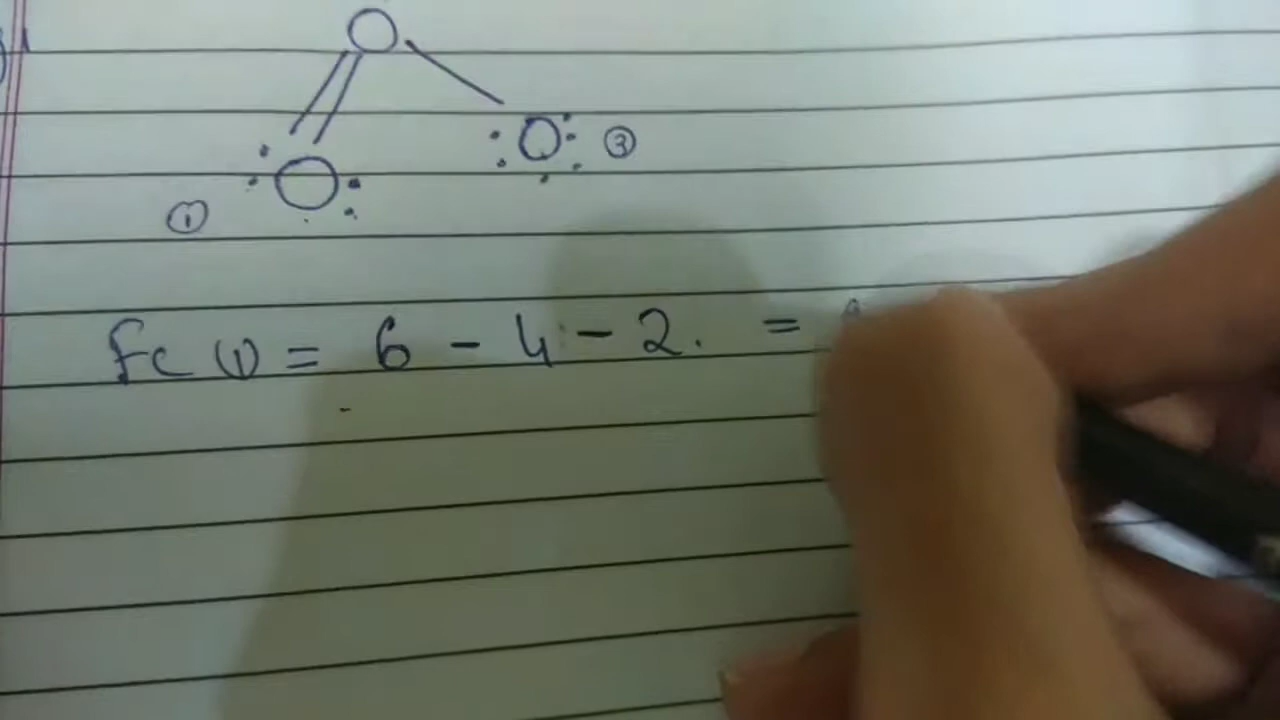 O
O ③
① O
fc (1) = 6 - 4 - 2. =